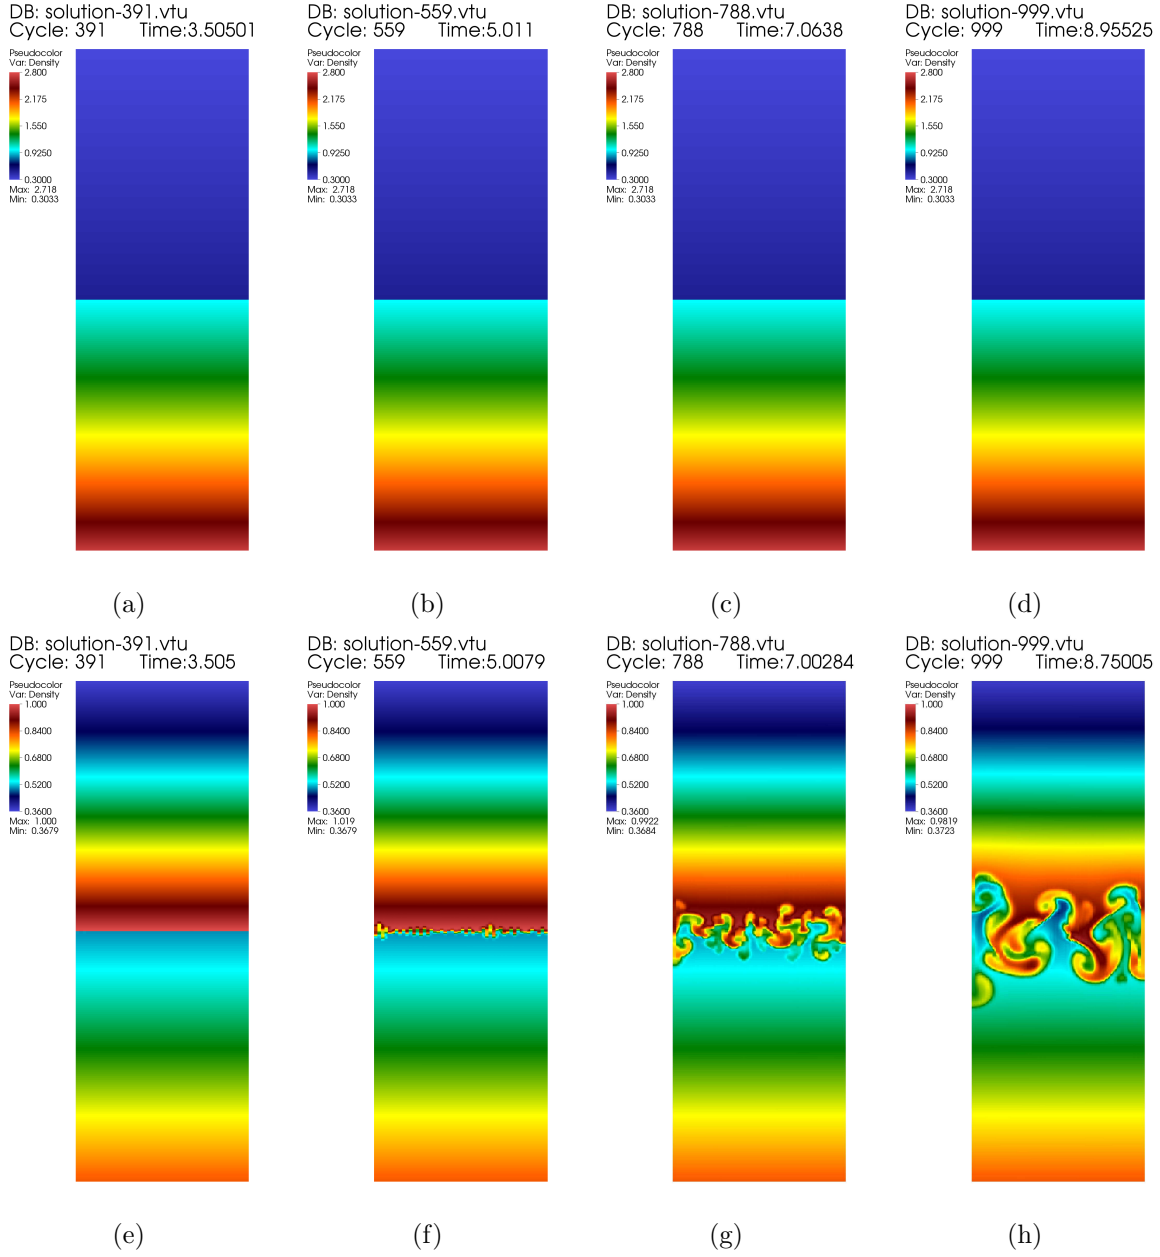 DB: solution-391.vtu
Cycle: 391 Time:3.50501
Pseudocolor
Var: Density
2.800
2.175
1.550
0.9250
0.3000
Max: 2.718
Min: 0.3033
(a)
DB: solution-559.vtu
Cycle: 559 Time:5.011
Pseudocolor
Var: Density
2.800
2.175
1.550
0.9250
0.3000
Max: 2.718
Min: 0.3033
(b)
DB: solution-788.vtu
Cycle: 788 Time:7.0638
Pseudocolor
Var: Density
2.800
2.175
1.550
0.9250
0.3000
Max: 2.718
Min: 0.3033
(c)
DB: solution-999.vtu
Cycle: 999 Time:8.95525
Pseudocolor
Var: Density
2.800
2.175
1.550
0.9250
0.3000
Max: 2.718
Min: 0.3033
(d)
DB: solution-391.vtu
Cycle: 391 Time:3.505
Pseudocolor
Var: Density
1.000
0.8400
0.6800
0.5200
0.3600
Max: 1.000
Min: 0.3679
(e)
DB: solution-559.vtu
Cycle: 559 Time:5.0079
Pseudocolor
Var: Density
1.000
0.8400
0.6800
0.5200
0.3600
Max: 1.019
Min: 0.3679
(f)
DB: solution-788.vtu
Cycle: 788 Time:7.00284
Pseudocolor
Var: Density
1.000
0.8400
0.6800
0.5200
0.3600
Max: 0.9922
Min: 0.3684
(g)
DB: solution-999.vtu
Cycle: 999 Time:8.75005
Pseudocolor
Var: Density
1.000
0.8400
0.6800
0.5200
0.3600
Max: 0.9819
Min: 0.3723
(h)